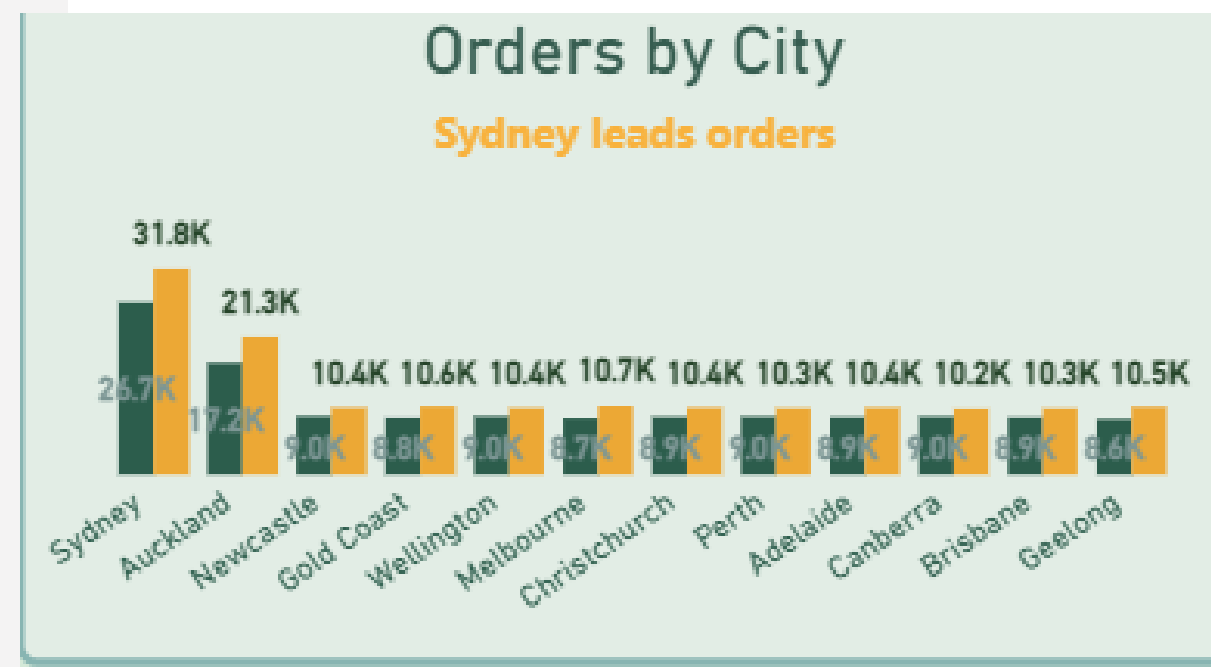 Orders by City
Sydney leads orders
31.8K
21.3K
10.4K 10.6K 10.4K 10.7K 10.4K 10.3K 10.4K 10.2K 10.3K 10.5K
26.7K
17.2K
9.0K 8.8K 9.0K 8.7K 8.9K 9.0K 8.9K 9.0K 8.9K 8.6K
Sydney Auckland Newcastle Gold Coast Wellington Melbourne Christchurch Perth Adelaide Canberra Brisbane Geelong